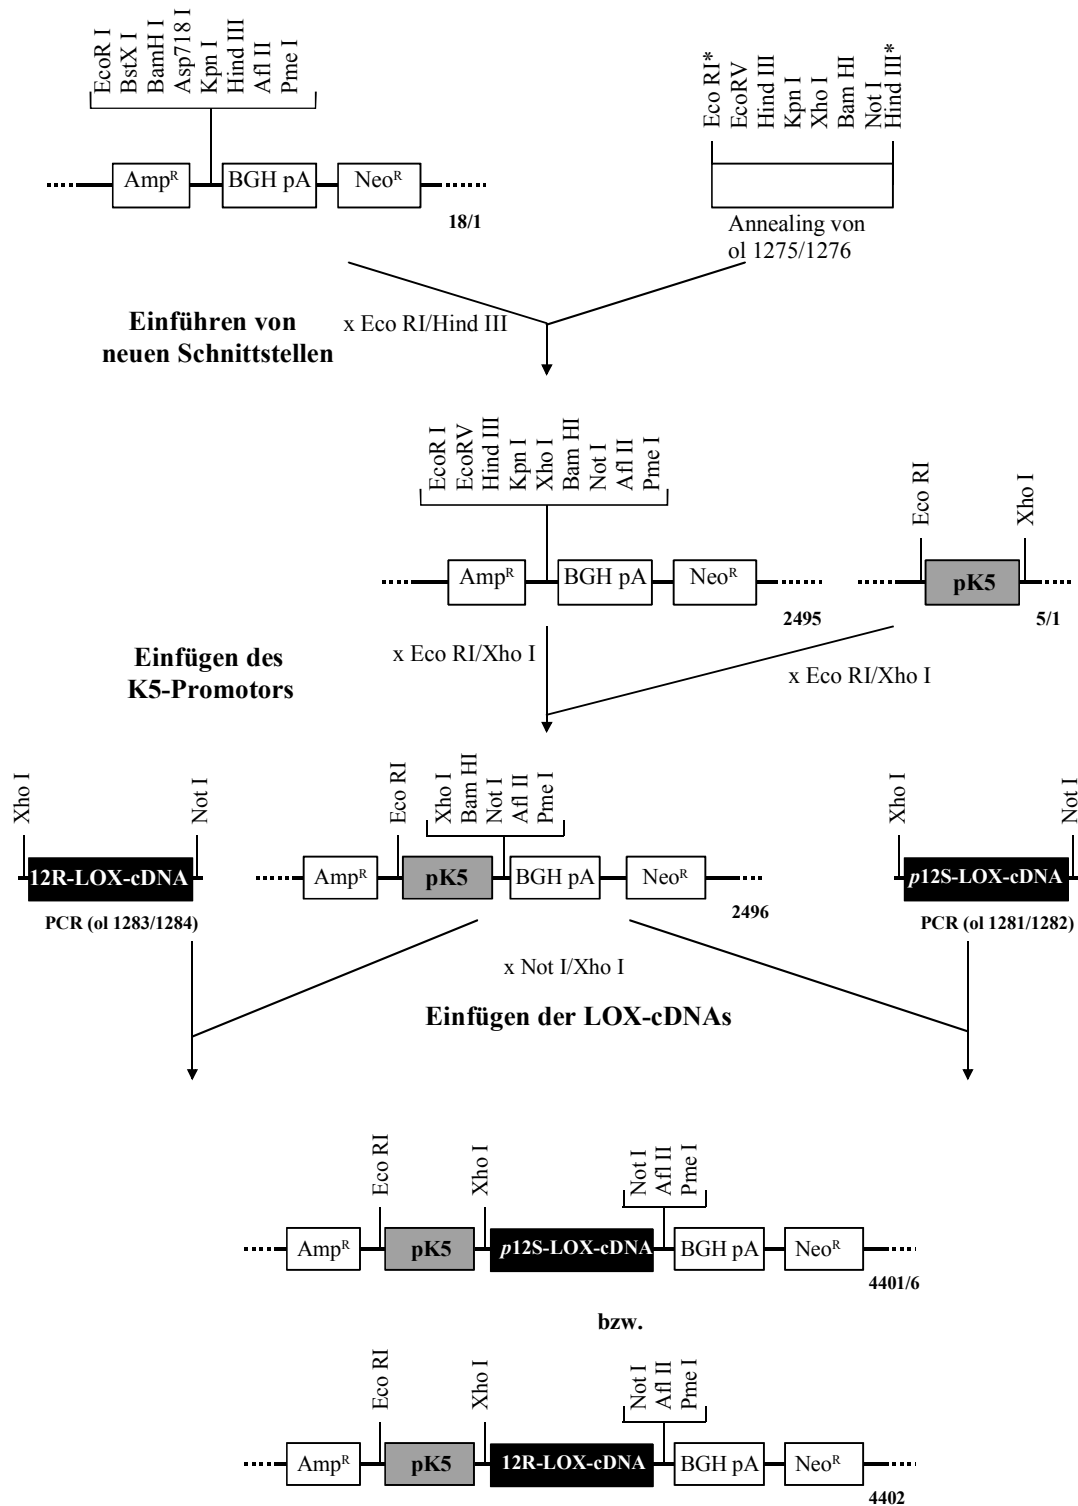 EcoR I
BstX I
BamH I
Asp718 I
Kpn I
Hind III
Afl II
Pme I
Eco RI*
EcoRV
Hind III
Kpn I
Xho I
Bam HI
Not I
Hind III*
Amp^R
BGH pA
Neo^R
18/1
Annealing von
ol 1275/1276
Einführen von
neuen Schnittstellen
x Eco RI/Hind III
EcoR I
EcoRV
Hind III
Kpn I
Xho I
Bam HI
Not I
Afl II
Pme I
Eco RI
Xho I
Amp^R
BGH pA
Neo^R
2495
pK5
5/1
Einfügen des
K5-Promotors
x Eco RI/Xho I
x Eco RI/Xho I
Xho I
Not I
12R-LOX-cDNA
PCR (ol 1283/1284)
Eco RI
Xho I
Bam HI
Not I
Afl II
Pme I
Amp^R
pK5
BGH pA
Neo^R
2496
Xho I
Not I
p12S-LOX-cDNA
PCR (ol 1281/1282)
x Not I/Xho I
Einfügen der LOX-cDNAs
Eco RI
Xho I
Not I
Afl II
Pme I
Amp^R
pK5
p12S-LOX-cDNA
BGH pA
Neo^R
4401/6
bzw.
Eco RI
Xho I
Not I
Afl II
Pme I
Amp^R
pK5
12R-LOX-cDNA
BGH pA
Neo^R
4402